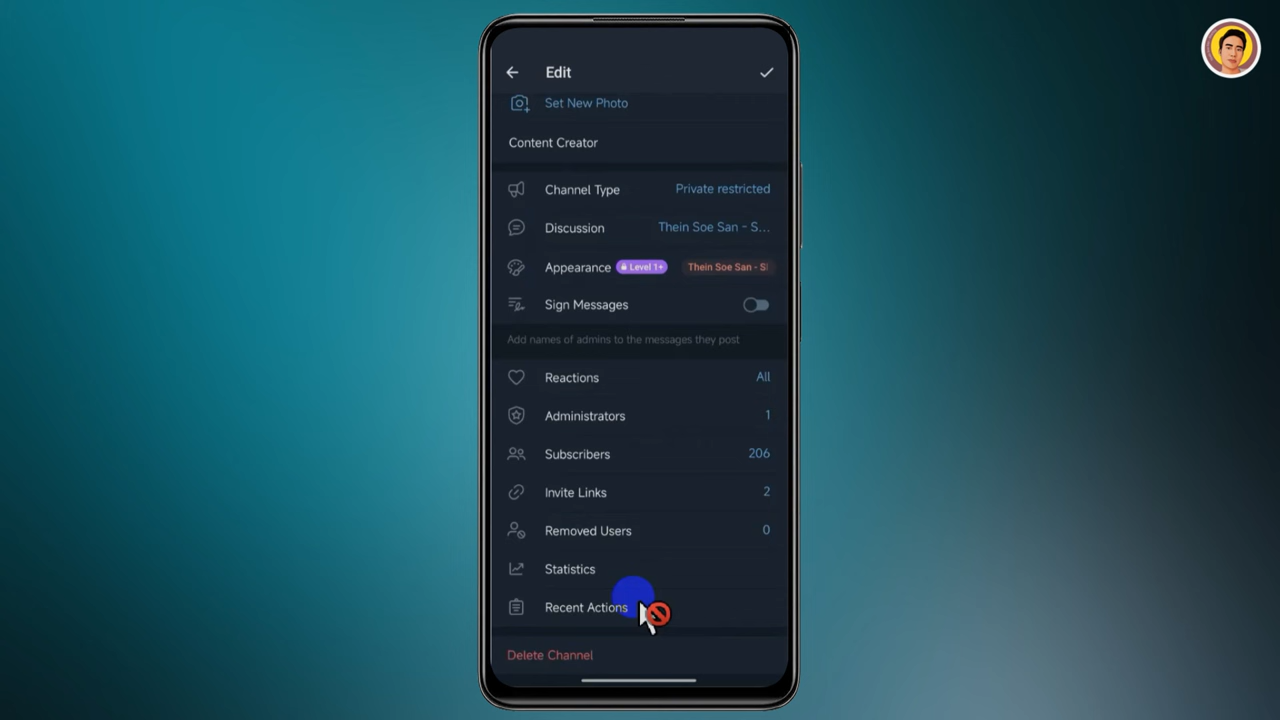 Edit
Set New Photo
Content Creator
Channel Type Private restricted
Discussion Thein Soe San - S...
Appearance Level 1+ Thein Soe San - S
Sign Messages
Add names of admins to the messages they post
Reactions All
Administrators 1
Subscribers 206
Invite Links 2
Removed Users 0
Statistics
Recent Actions
Delete Channel